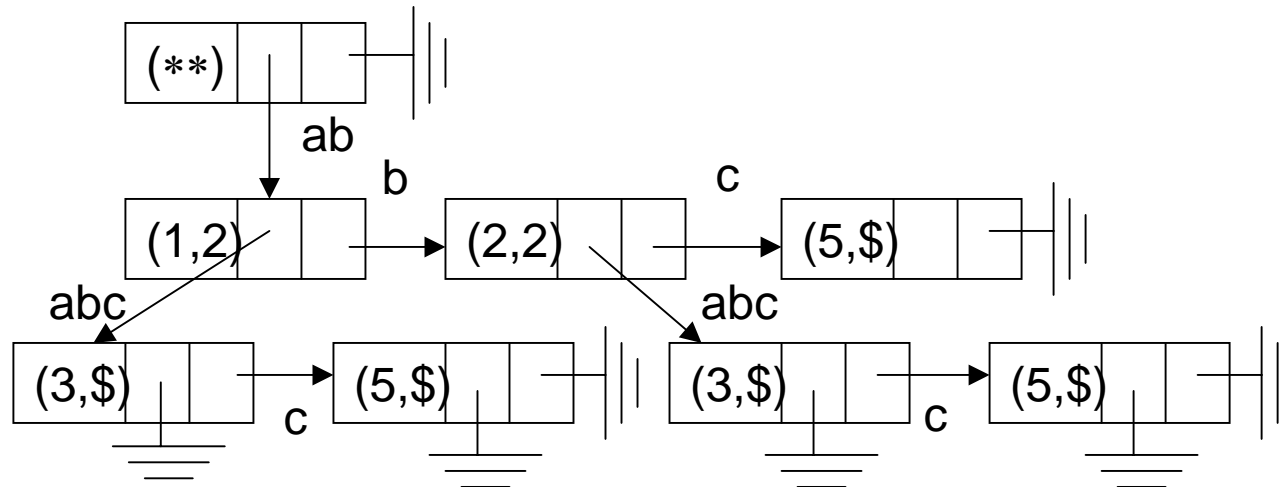 (**)
ab
b
c
(1,2)
(2,2)
(5,$)
abc
abc
(3,$)
(5,$)
(3,$)
(5,$)
c
c